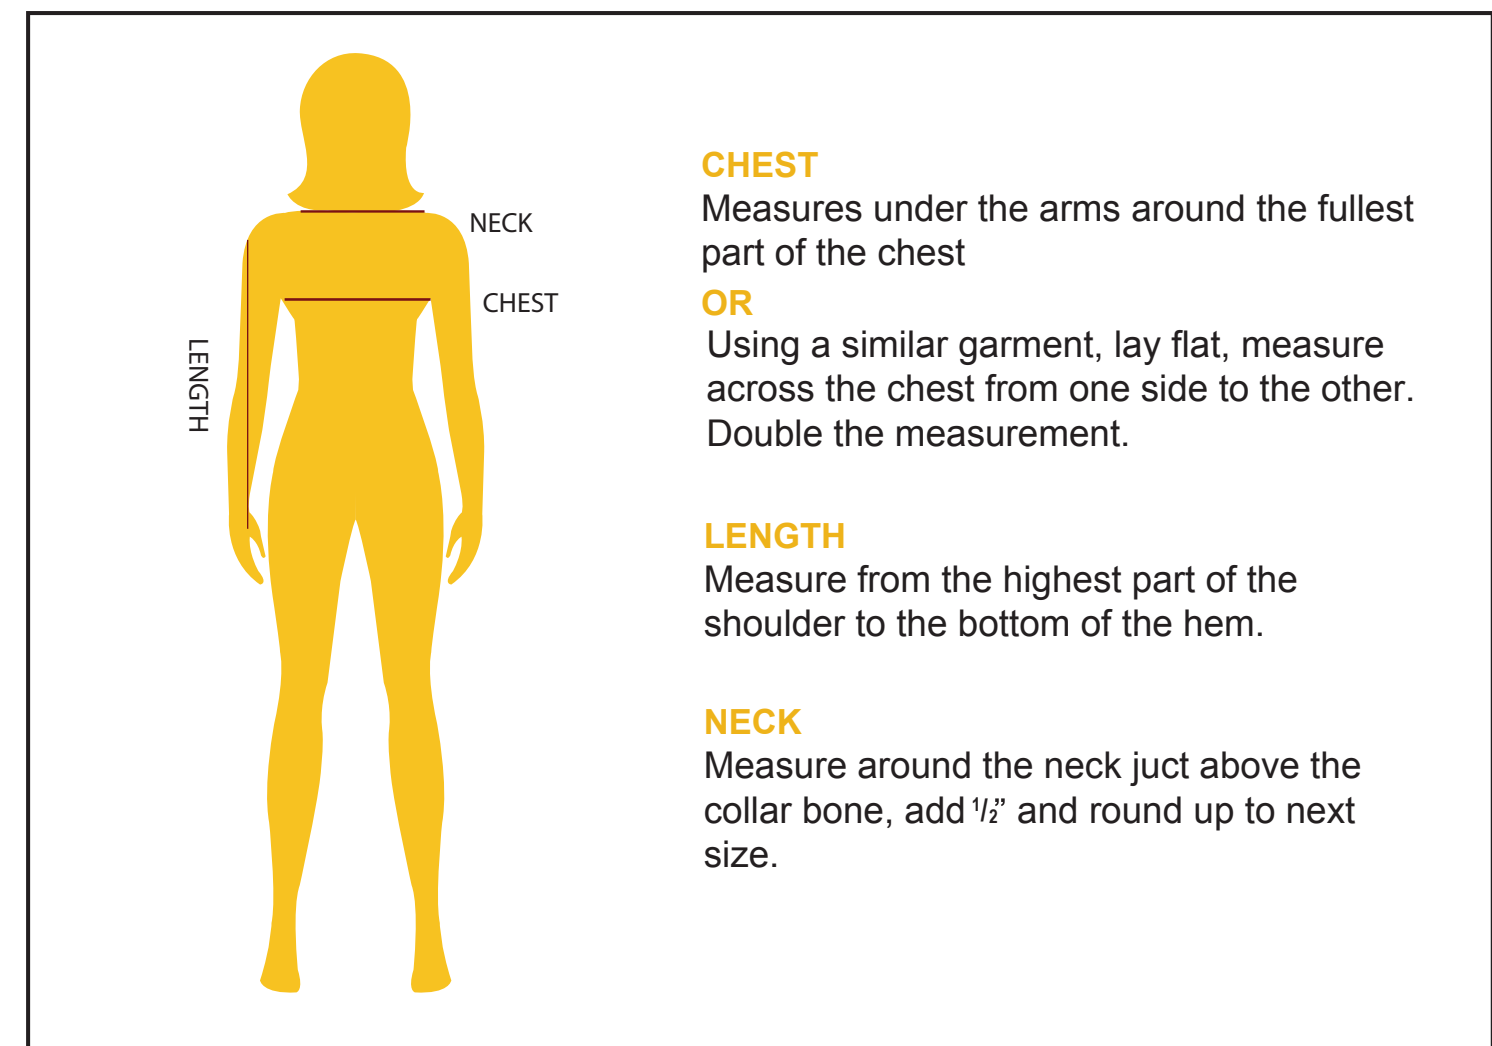 NECK
CHEST
LENGTH
CHEST
Measures under the arms around the fullest
part of the chest
OR
Using a similar garment, lay flat, measure
across the chest from one side to the other.
Double the measurement.
LENGTH
Measure from the highest part of the
shoulder to the bottom of the hem.
NECK
Measure around the neck juct above the
collar bone, add 1/2” and round up to next
size.